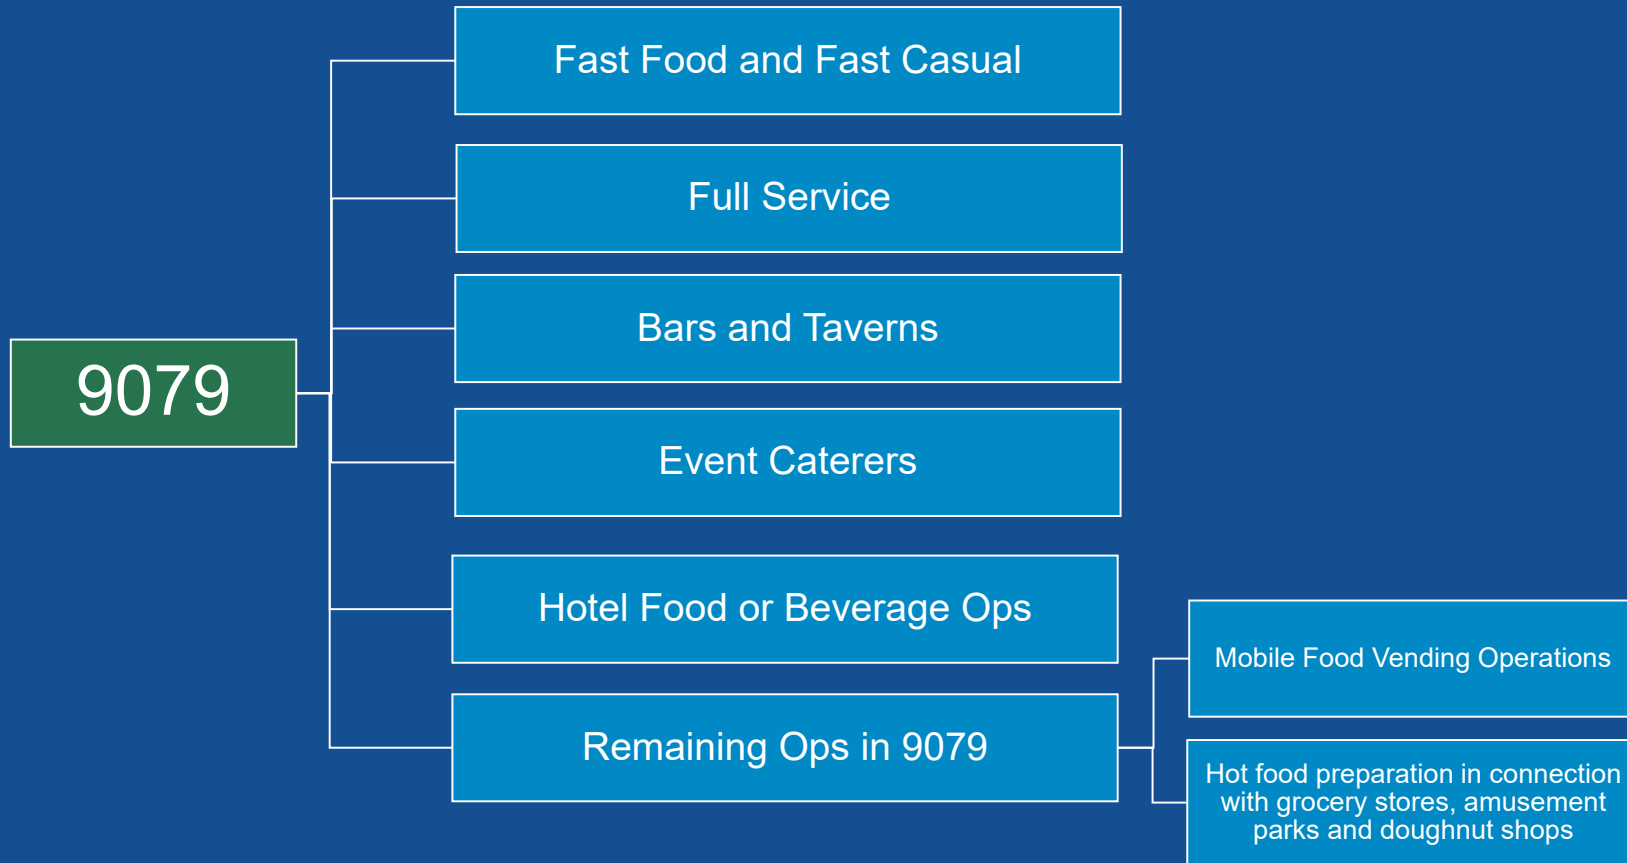 Fast Food and Fast Casual
Full Service
Bars and Taverns
9079
Event Caterers
Hotel Food or Beverage Ops
Remaining Ops in 9079
Mobile Food Vending Operations
Hot food preparation in connection
with grocery stores, amusement
parks and doughnut shops